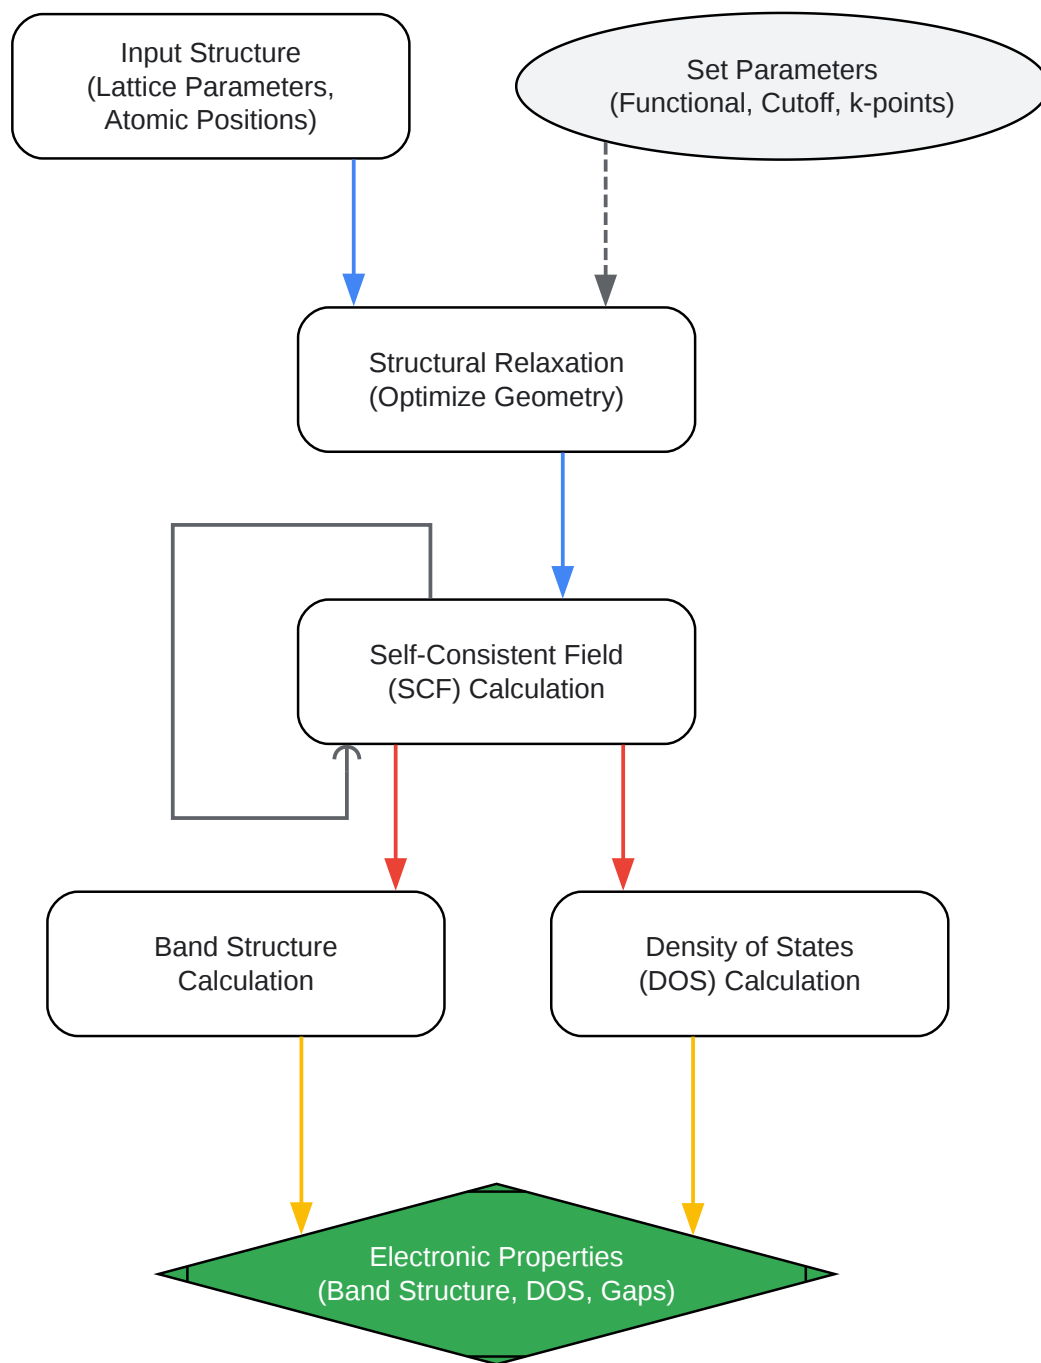 Input Structure
(Lattice Parameters,
Atomic Positions)
Set Parameters
(Functional, Cutoff, k-points)
Structural Relaxation
(Optimize Geometry)
Self-Consistent Field
(SCF) Calculation
Band Structure
Calculation
Density of States
(DOS) Calculation
Electronic Properties
(Band Structure, DOS, Gaps)